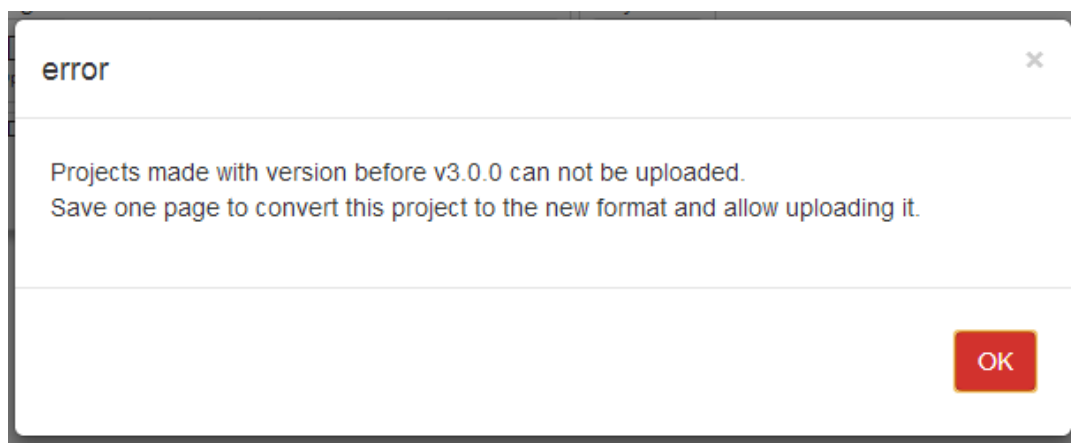 error
×
Projects made with version before v3.0.0 can not be uploaded.
Save one page to convert this project to the new format and allow uploading it.
OK